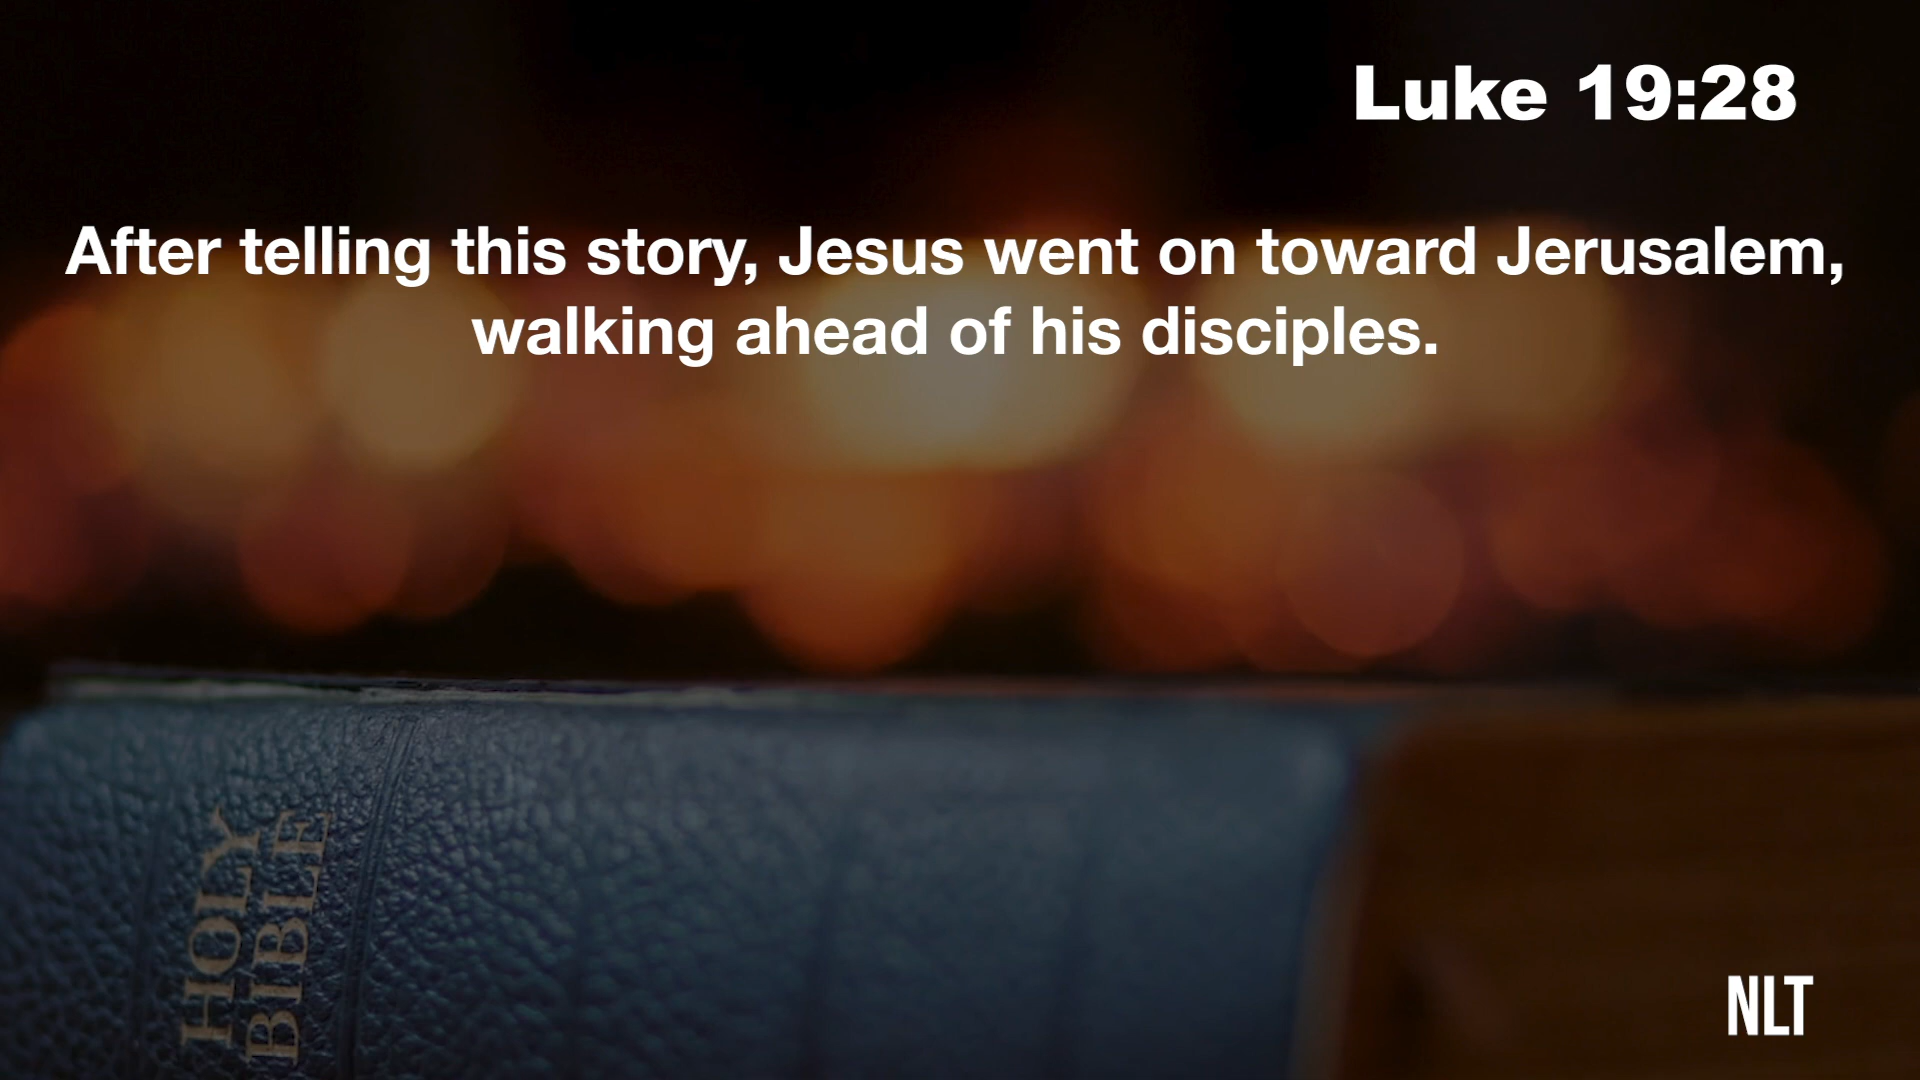 Luke 19:28
After telling this story, Jesus went on toward Jerusalem,
walking ahead of his disciples.
HOLY
BIBLE
NLT